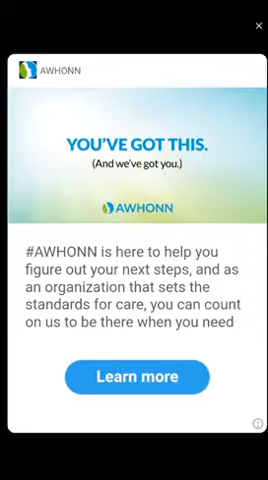 AWHONN
YOU'VE GOT THIS.
(And we've got you.)
AWHONN
#AWHONN is here to help you
figure out your next steps, and as
an organization that sets the
standards for care, you can count
on us to be there when you need
Learn more